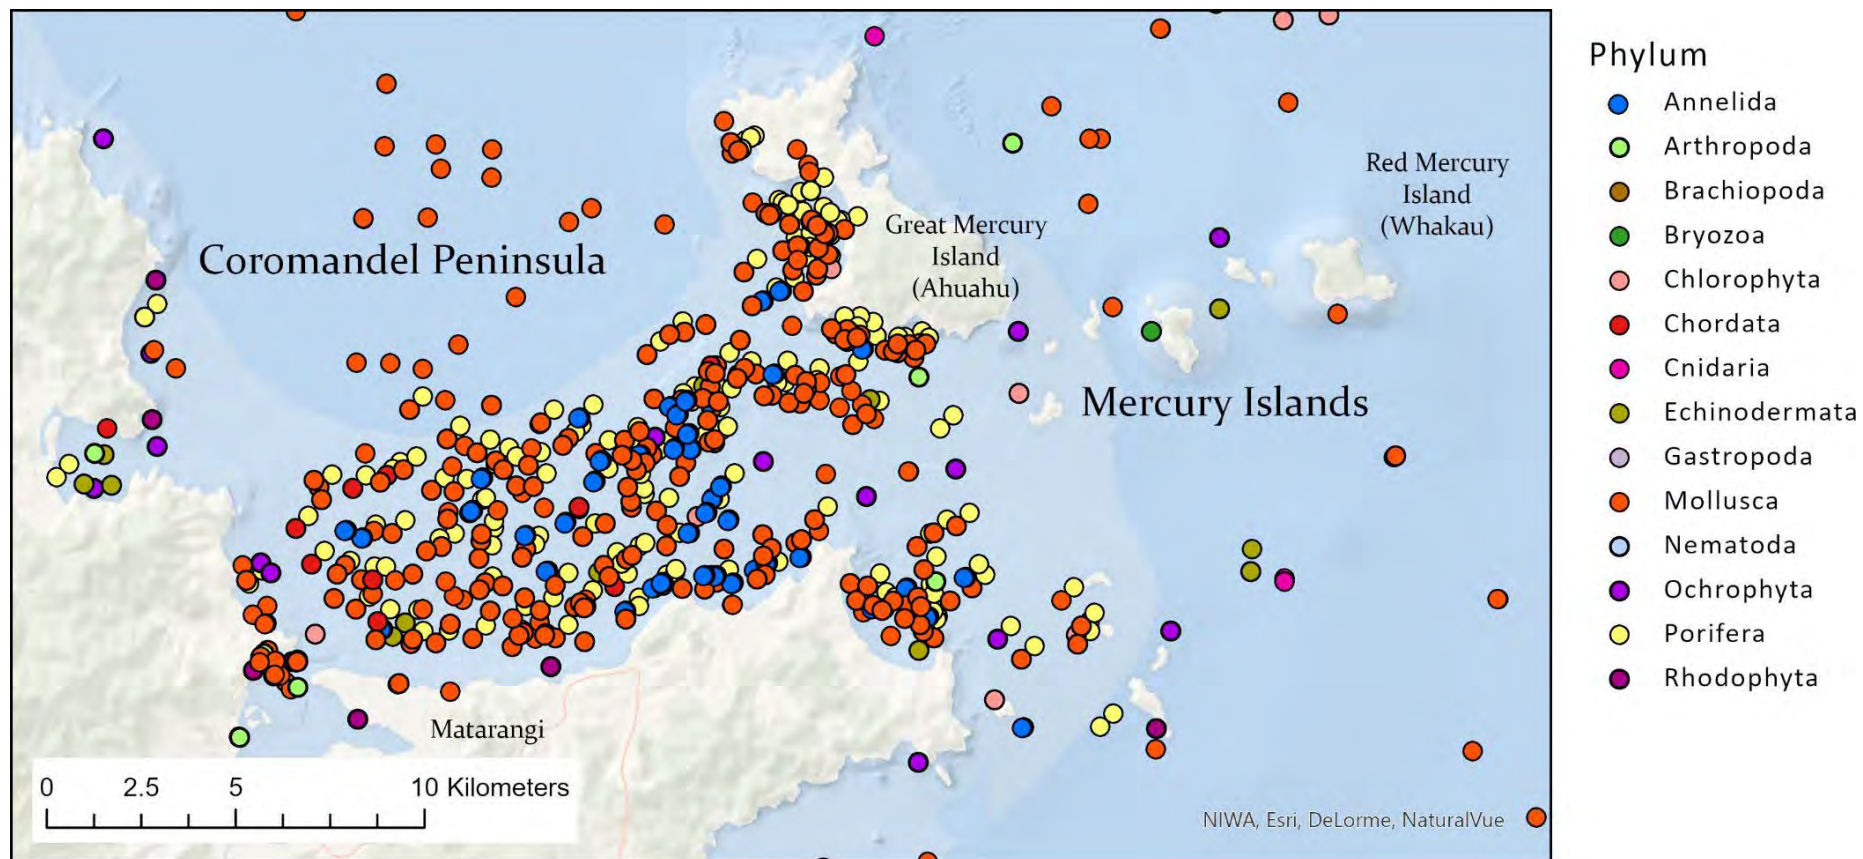 Phylum
Annelida
Arthropoda
Brachiopoda
Bryozoa
Chlorophyta
Chordata
Cnidaria
Echinodermata
Gastropoda
Mollusca
Nematoda
Ochrophyta
Porifera
Rhodophyta
Red Mercury
Island
(Whakau)
Great Mercury
Island
(Ahuahu)
Coromandel Peninsula
Mercury Islands
Matarangi
0 2.5 5 10 Kilometers
NIWA, Esri, DeLorme, NaturalVue